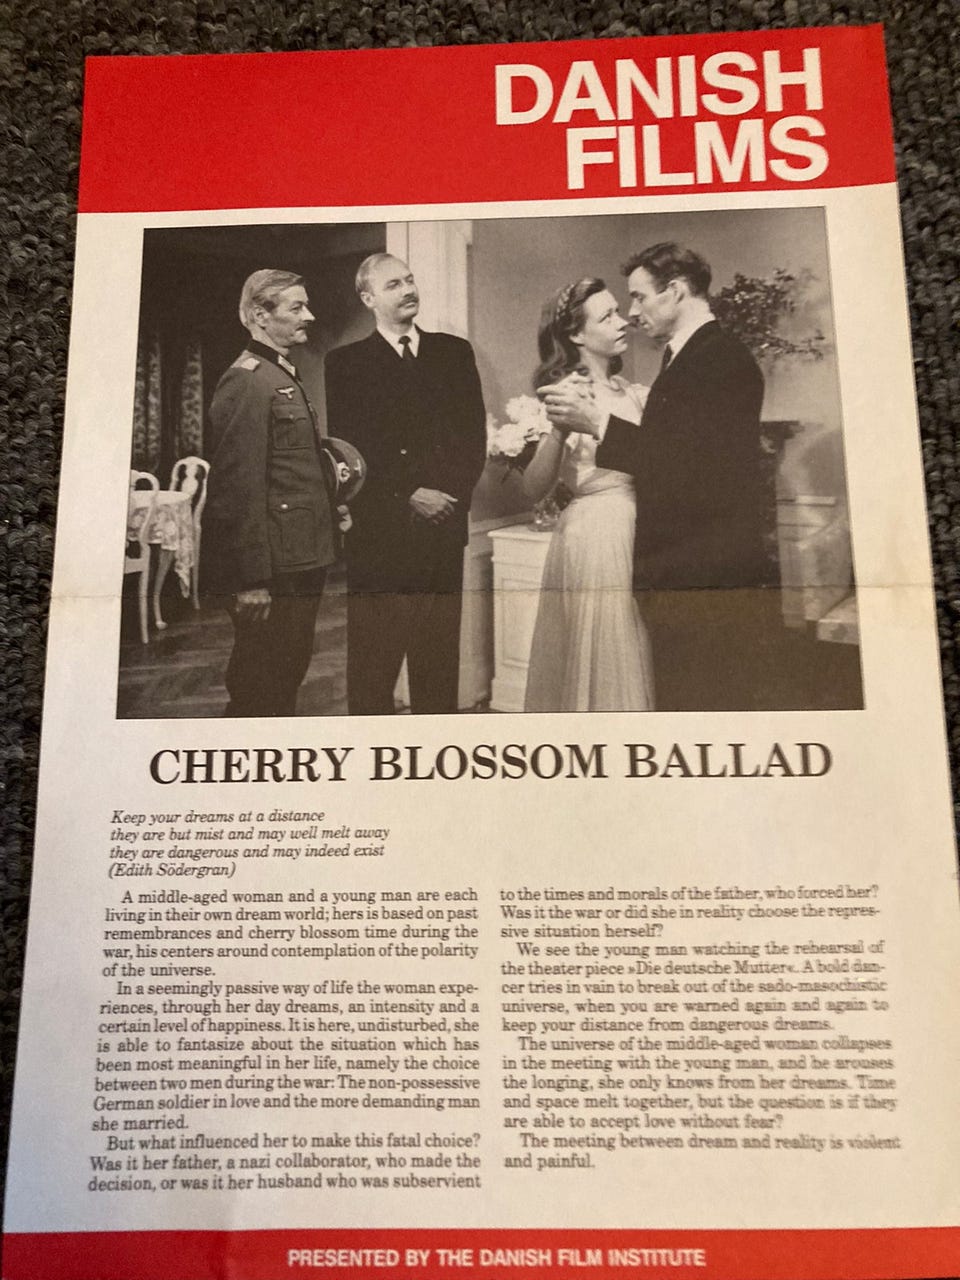 DANISH
FILMS
CHERRY BLOSSOM BALLAD
Keep your dreams at a distance
they are but mist and may well melt away
they are dangerous and may indeed exist
(Edith Södergran)
A middle-aged woman and a young man are each
living in their own dream world; hers is based on past
remembrances and cherry blossom time during the
war, his centers around contemplation of the polarity
of the universe.
In a seemingly passive way of life the woman expe-
riences, through her day dreams, an intensity and a
certain level of happiness. It is here, undisturbed, she
is able to fantasize about the situation which has
been most meaningful in her life, namely the choice
between two men during the war: The non-possessive
German soldier in love and the more demanding man
she married.
But what influenced her to make this fatal choice?
Was it her father, a nazi collaborator, who made the
decision, or was it her husband who was subservient
to the times and morals of the father, who forced her?
Was it the war or did she in reality choose the repres-
sive situation herself?
We see the young man watching the rehearsal of
the theater piece »Die deutsche Mutter«. A bold dan-
cer tries in vain to break out of the sado-masochistic
universe, when you are warned again and again to
keep your distance from dangerous dreams.
The universe of the middle-aged woman collapses
in the meeting with the young man, and he arouses
the longing, she only knows from her dreams. Time
and space melt together, but the question is if they
are able to accept love without fear?
The meeting between dream and reality is violent
and painful.
PRESENTED BY THE DANISH FILM INSTITUTE